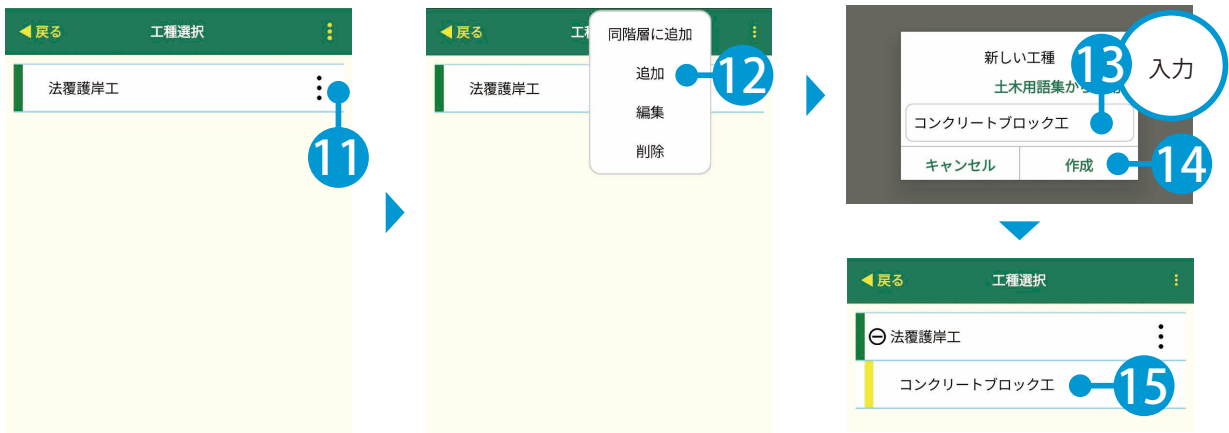 戻る
工種選択
法覆護岸工
11
戻る
工種
同階層に追加
追加
編集
削除
法覆護岸工
12
新しい工種
土木用語集から
コンクリートブロック工
キャンセル
作成
13
入力
14
戻る
工種選択
法覆護岸工
コンクリートブロック工
15